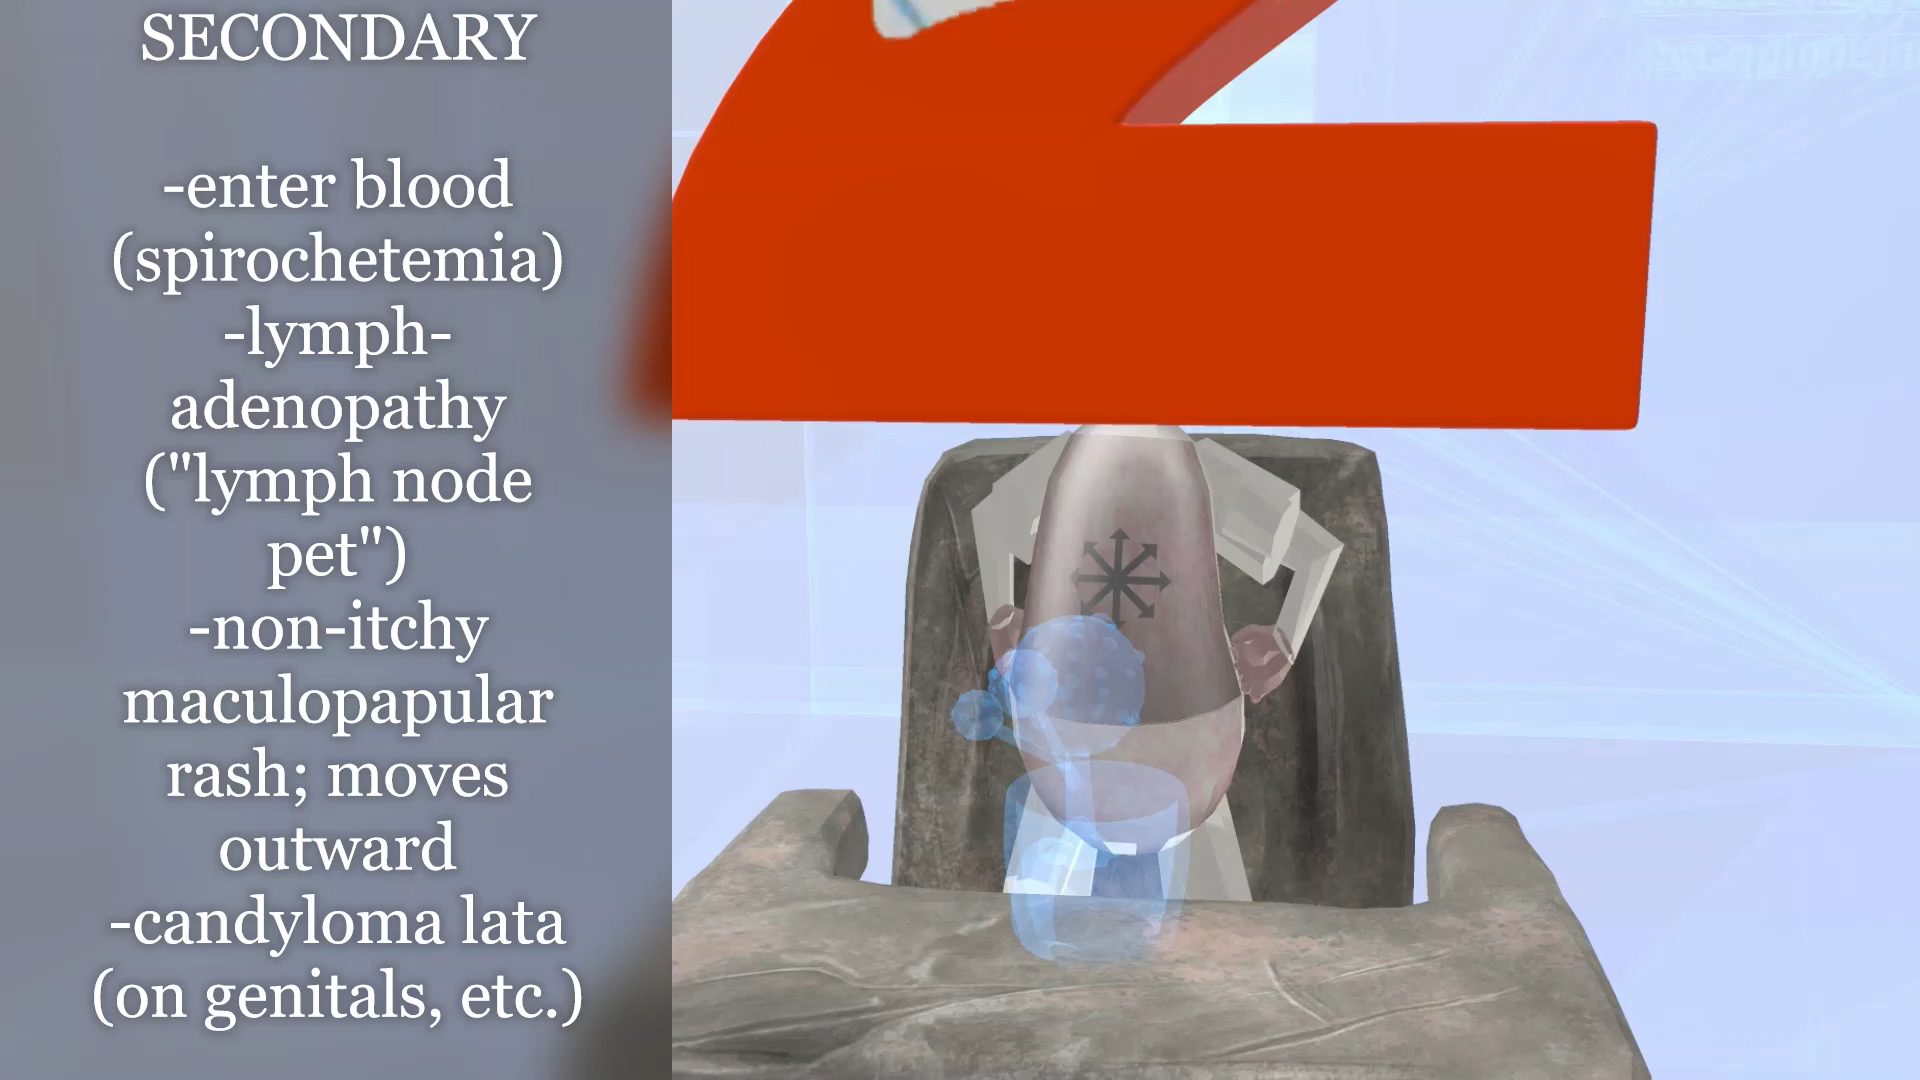 SECONDARY
-enter blood
(spirochetemia)
-lymph-
adenopathy
("lymph node
pet")
-non-itchy
maculopapular
rash; moves
outward
-candyloma lata
(on genitals, etc.)
2